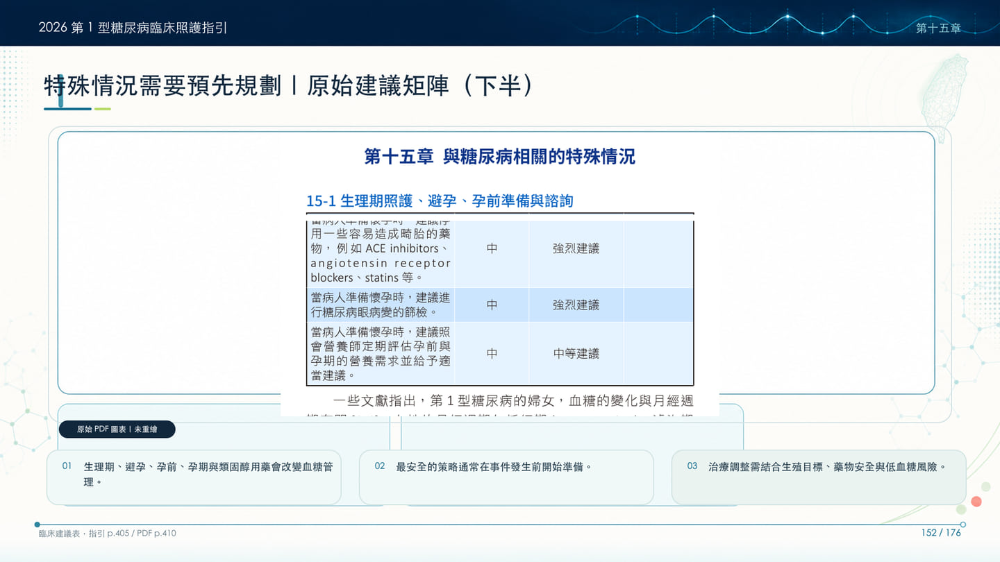 2026 第 1 型糖尿病臨床照護指引
第十五章
特殊情況需要預先規劃｜原始建議矩陣（下半）
第十五章 與糖尿病相關的特殊情況
15-1 生理期照護、避孕、孕前準備與諮詢
當病人準備懷孕時，建議停
用一些容易造成畸胎的藥
物，例如 ACE inhibitors、
angiotensin receptor
blockers、statins 等。
中
強烈建議
當病人準備懷孕時，建議進
行糖尿病眼病變的篩檢。
中
強烈建議
當病人準備懷孕時，建議照
會營養師定期評估孕前與
孕期的營養需求並給予適
當建議。
中
中等建議
一些文獻指出，第 1 型糖尿病的婦女，血糖的變化與月經週
原始 PDF 圖表｜未重繪
01 生理期、避孕、孕前、孕期與類固醇用藥會改變血糖管
理。
02 最安全的策略通常在事件發生前開始準備。
03 治療調整需結合生殖目標、藥物安全與低血糖風險。
臨床建議表，指引 p.405 / PDF p.410
152 / 176